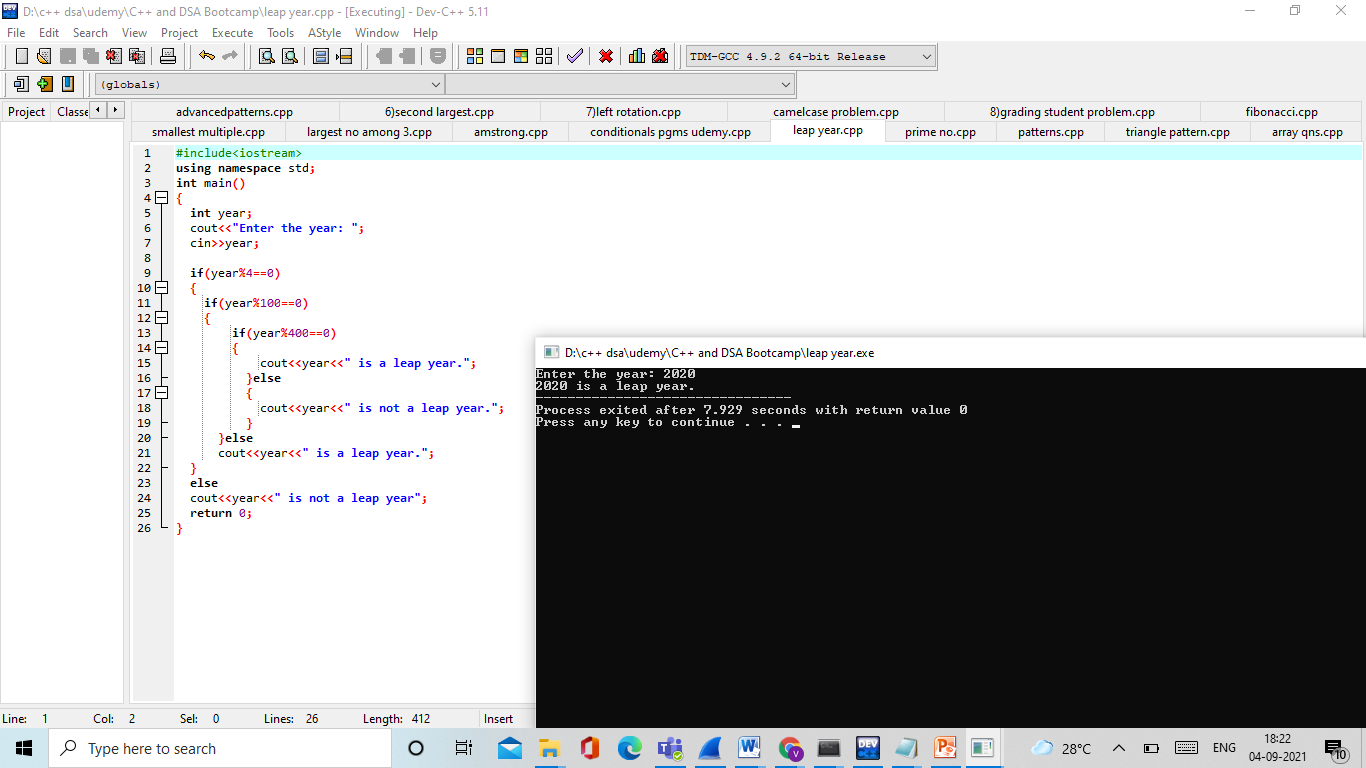 D:\c++ dsa\udemy\C++ and DSA Bootcamp\leap year.cpp - [Executing] - Dev-C++ 5.11
File Edit Search View Project Execute Tools AStyle Window Help
TDM-GCC 4.9.2 64-bit Release
(globals)
Project Classe
advancedpatterns.cpp 6)second largest.cpp 7)left rotation.cpp camelcase problem.cpp 8)grading student problem.cpp fibonacci.cpp
smallest multiple.cpp largest no among 3.cpp amstrong.cpp conditionals pgms udemy.cpp leap year.cpp prime no.cpp patterns.cpp triangle pattern.cpp array qns.cpp
1 #include<iostream>
2 using namespace std;
3 int main()
4 {
5 int year;
6 cout<<"Enter the year: ";
7 cin>>year;
8
9 if(year%4==0)
10 {
11 if(year%100==0)
12 {
13 if(year%400==0)
14 {
15 cout<<year<<" is a leap year.";
16 }else
17 {
18 cout<<year<<" is not a leap year.";
19 }
20 }else
21 cout<<year<<" is a leap year.";
22 }
23 else
24 cout<<year<<" is not a leap year";
25 return 0;
26 }
D:\c++ dsa\udemy\C++ and DSA Bootcamp\leap year.exe
Enter the year: 2020
2020 is a leap year.
--------------------------------
Process exited after 7.929 seconds with return value 0
Press any key to continue . . .
Line: 1 Col: 2 Sel: 0 Lines: 26 Length: 412 Insert
Type here to search
28°C
ENG
18:22
04-09-2021
10